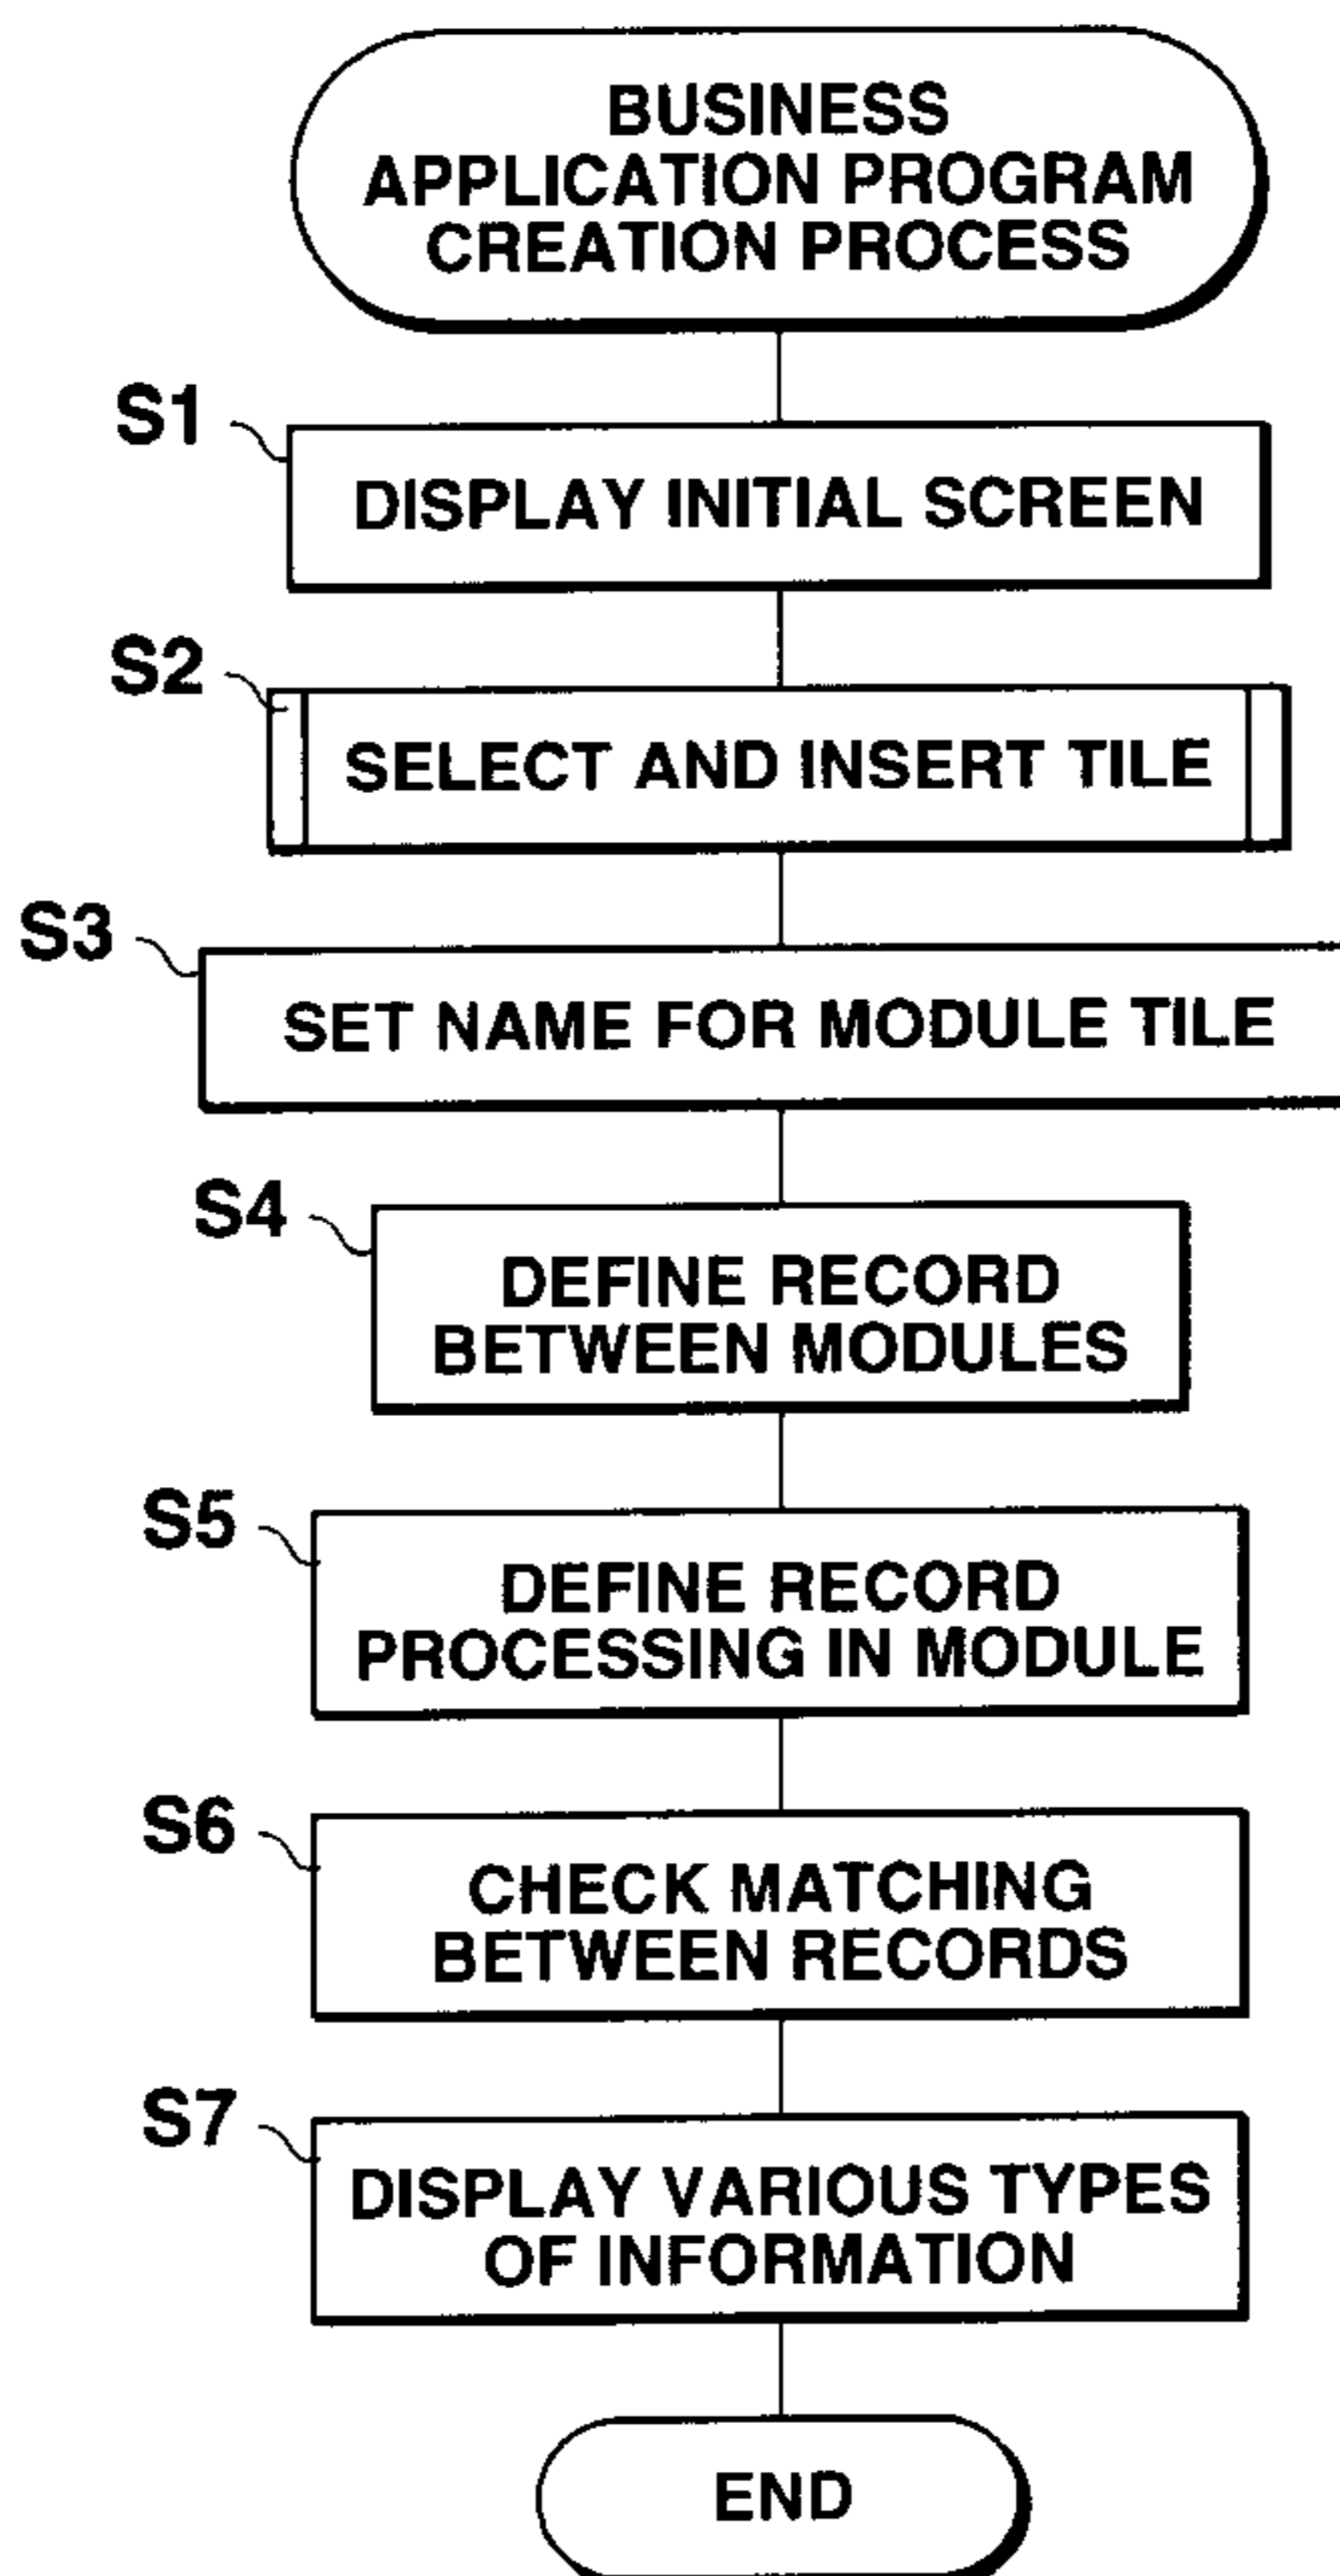 BUSINESS
APPLICATION PROGRAM
CREATION PROCESS
S1
DISPLAY INITIAL SCREEN
S2
SELECT AND INSERT TILE
S3
SET NAME FOR MODULE TILE
S4
DEFINE RECORD
BETWEEN MODULES
S5
DEFINE RECORD
PROCESSING IN MODULE
S6
CHECK MATCHING
BETWEEN RECORDS
S7
DISPLAY VARIOUS TYPES
OF INFORMATION
END